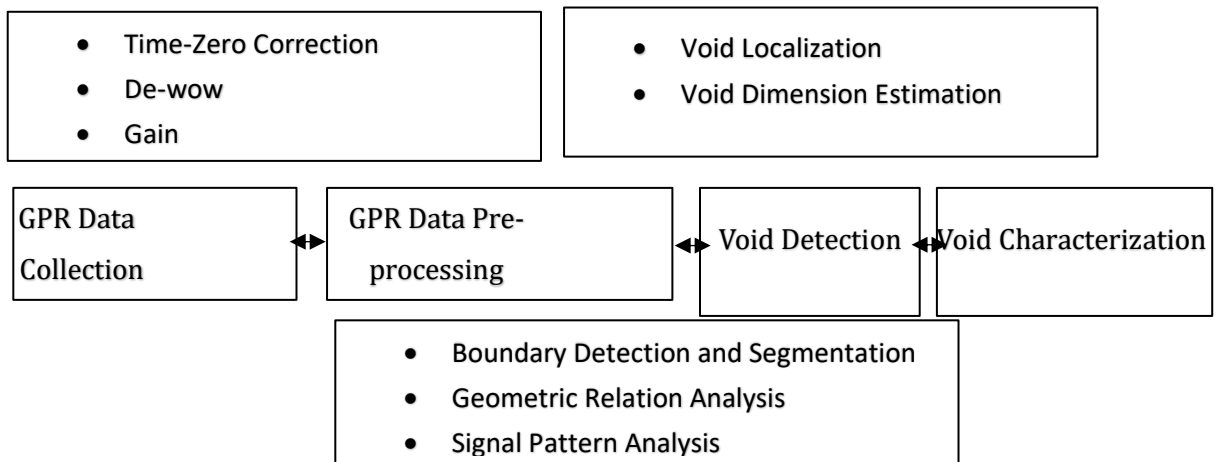 • Time-Zero Correction
• De-wow
• Gain
• Void Localization
• Void Dimension Estimation
GPR Data
Collection
GPR Data Pre-
processing
Void Detection
Void Characterization
• Boundary Detection and Segmentation
• Geometric Relation Analysis
• Signal Pattern Analysis